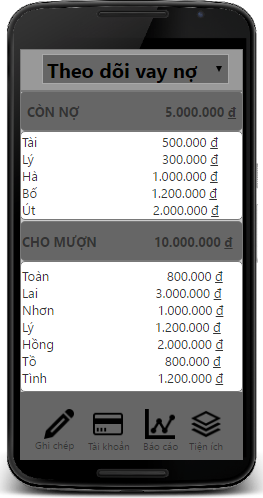 Theo dõi vay nợ
CÒN NỢ 5.000.000 đ
Tài 500.000 đ
Lý 300.000 đ
Hà 1.000.000 đ
Bố 1.200.000 đ
Út 2.000.000 đ
CHO MƯỢN 10.000.000 đ
Toàn 800.000 đ
Lai 3.000.000 đ
Nhơn 1.000.000 đ
Lý 1.200.000 đ
Hồng 2.000.000 đ
Tồ 800.000 đ
Tình 1.200.000 đ
Ghi chép Tài khoản Báo cáo Tiện ích